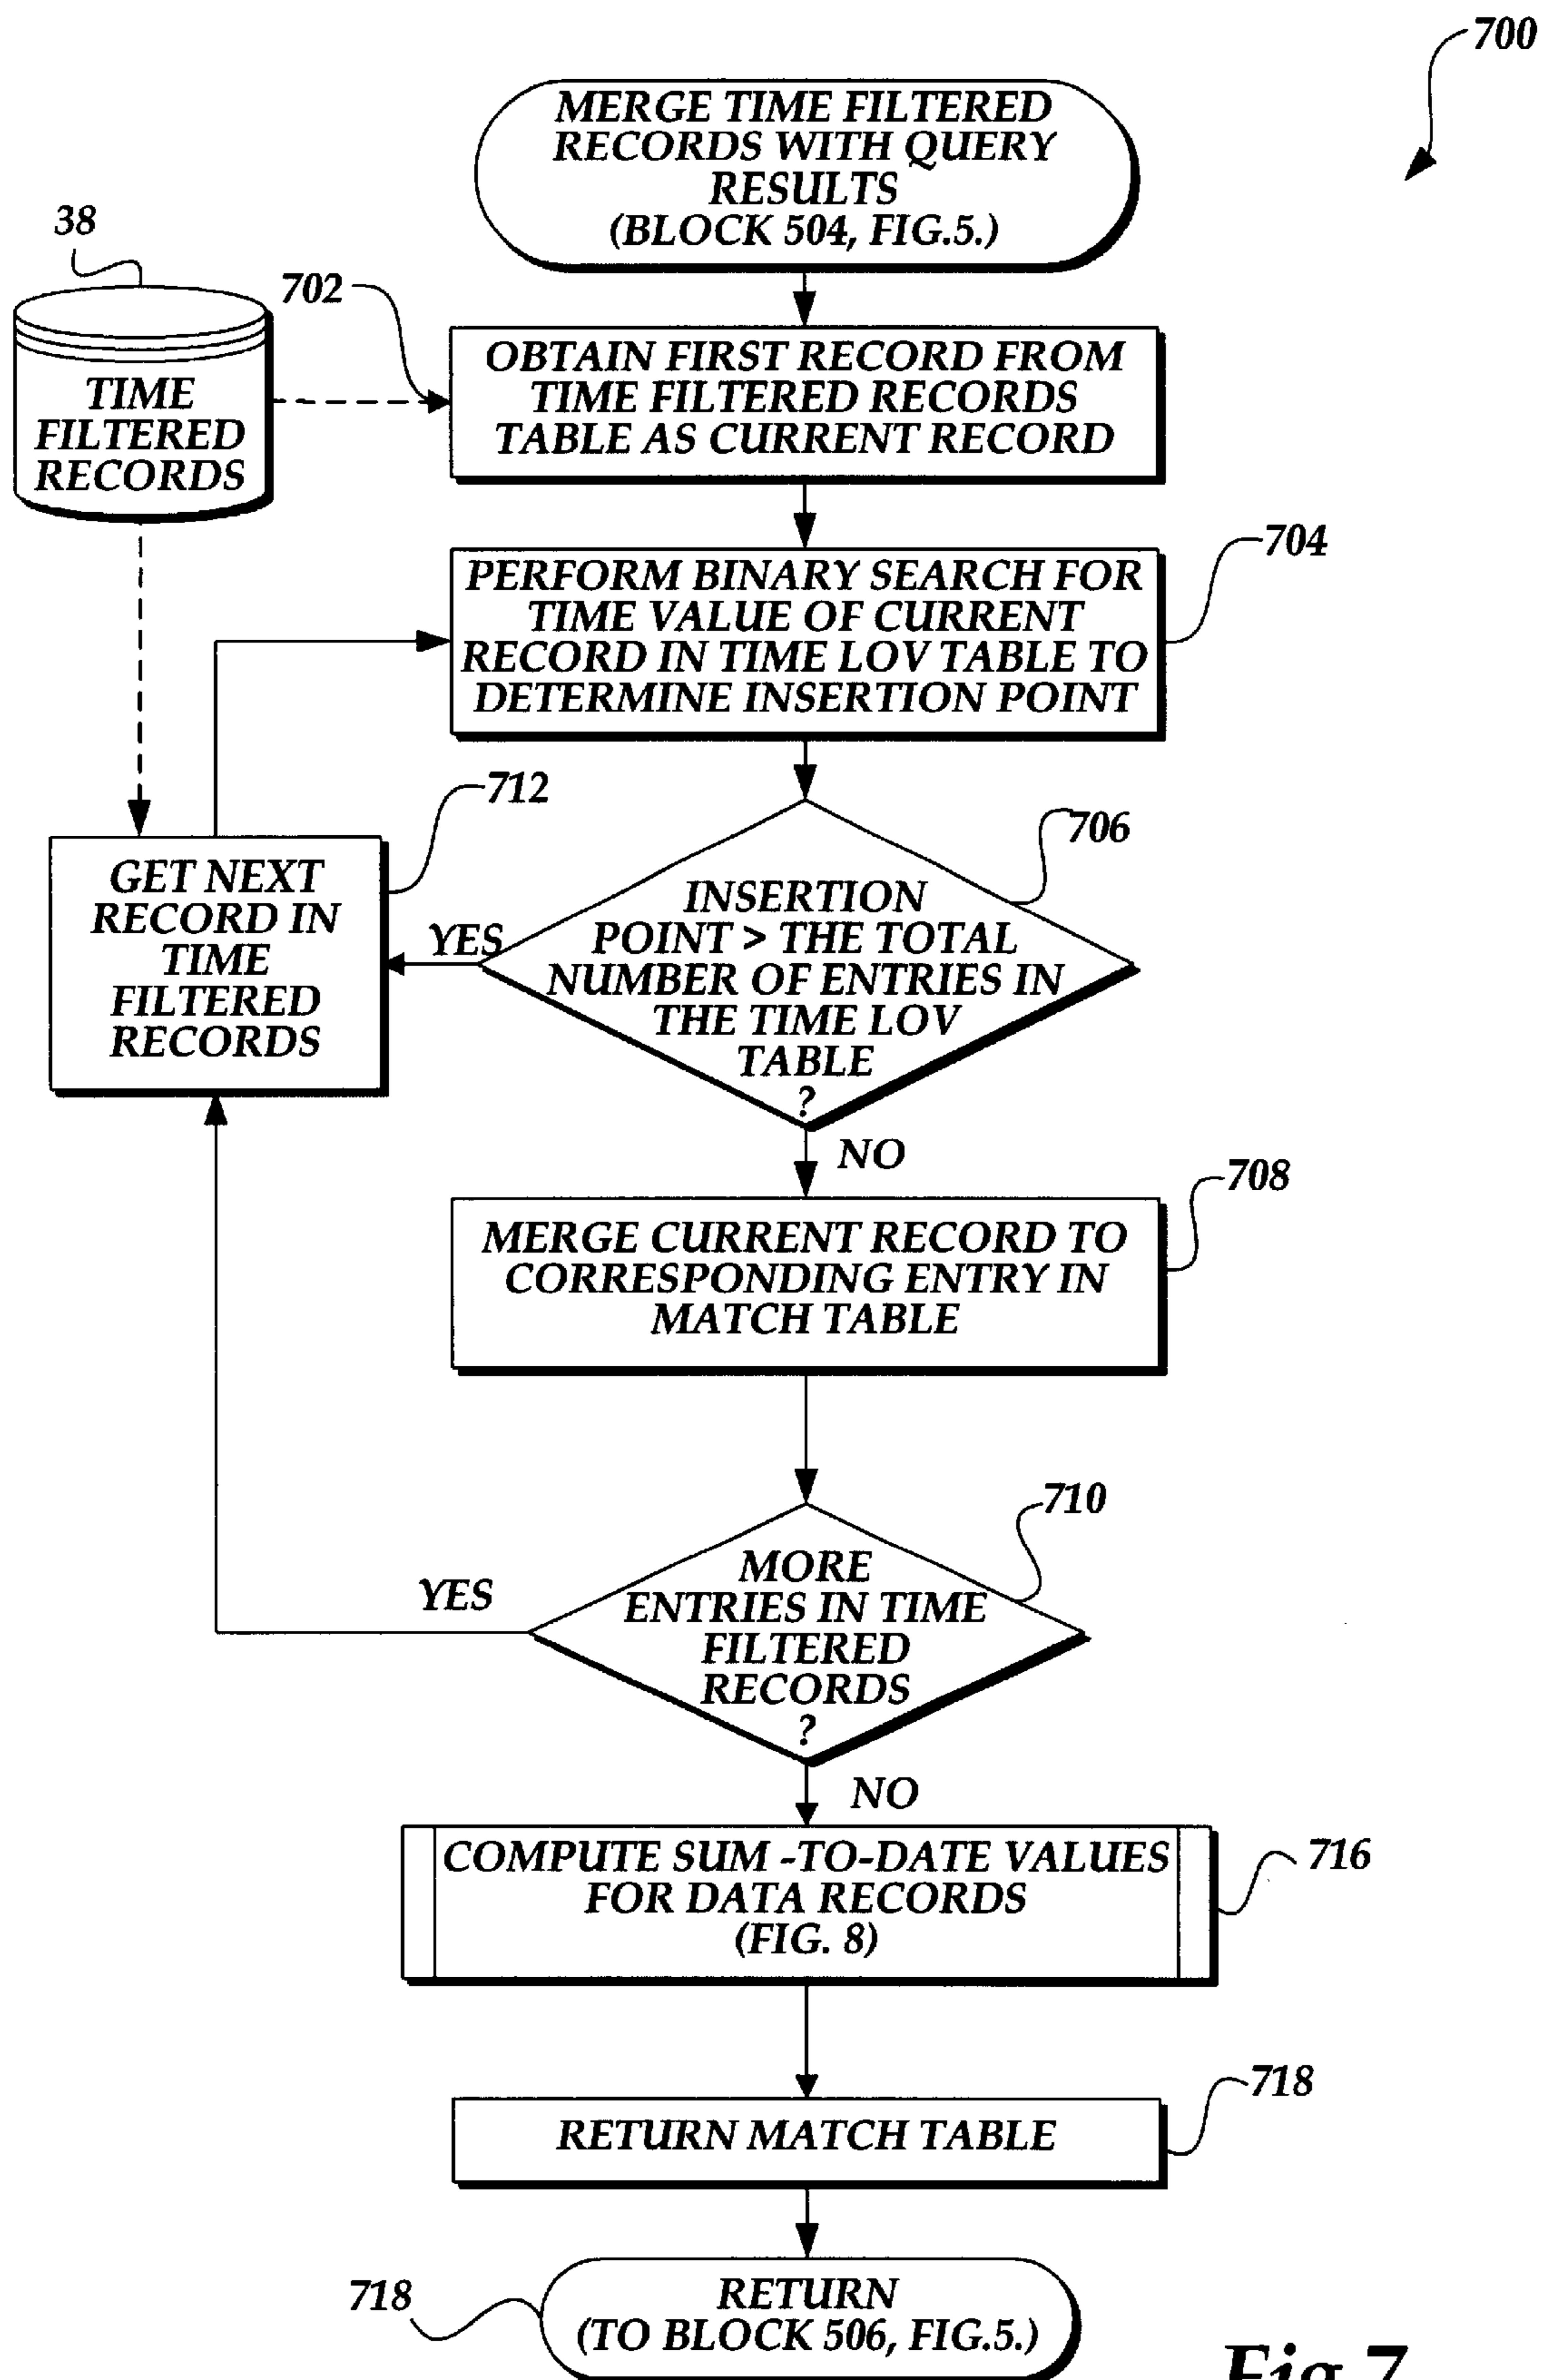 700
MERGE TIME FILTERED
RECORDS WITH QUERY
RESULTS
(BLOCK 504, FIG.5.)
38
702
TIME
FILTERED
RECORDS
OBTAIN FIRST RECORD FROM
TIME FILTERED RECORDS
TABLE AS CURRENT RECORD
704
PERFORM BINARY SEARCH FOR
TIME VALUE OF CURRENT
RECORD IN TIME LOV TABLE TO
DETERMINE INSERTION POINT
712
706
GET NEXT
RECORD IN
TIME
FILTERED
RECORDS
YES
INSERTION
POINT > THE TOTAL
NUMBER OF ENTRIES IN
THE TIME LOV
TABLE
?
NO
708
MERGE CURRENT RECORD TO
CORRESPONDING ENTRY IN
MATCH TABLE
710
YES
MORE
ENTRIES IN TIME
FILTERED
RECORDS
?
NO
716
COMPUTE SUM -TO-DATE VALUES
FOR DATA RECORDS
(FIG. 8)
718
RETURN MATCH TABLE
718
RETURN
(TO BLOCK 506, FIG.5.)
Fig.7.